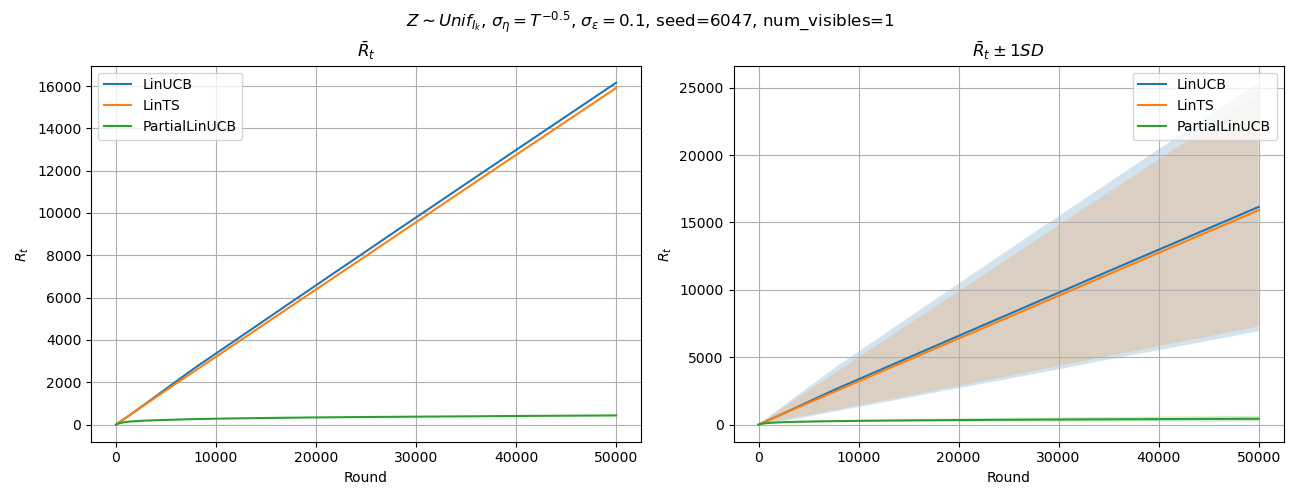 Z ∼ Unif_{I_k}, σ_η = T^{−0.5}, σ_ε = 0.1, seed=6047, num_visibles=1
R̄_t
R̄_t ± 1SD
16000
14000
12000
10000
8000
6000
4000
2000
0
R_t
LinUCB
LinTS
PartialLinUCB
0
10000
20000
30000
40000
50000
Round
25000
20000
15000
10000
5000
0
R_t
LinUCB
LinTS
PartialLinUCB
0
10000
20000
30000
40000
50000
Round